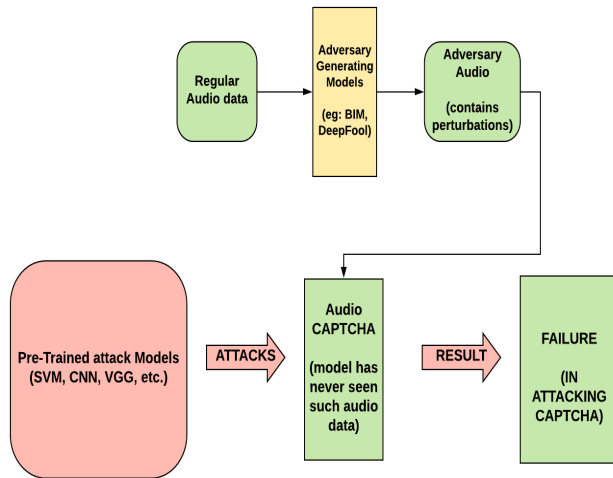 Regular
Audio data
Adversary
Generating
Models
(eg: BIM,
DeepFool)
Adversary
Audio
(contains
perturbations)
Pre-Trained attack Models
(SVM, CNN, VGG, etc.)
ATTACKS
Audio
CAPTCHA
(model has
never seen
such audio
data)
RESULT
FAILURE
(IN
ATTACKING
CAPTCHA)